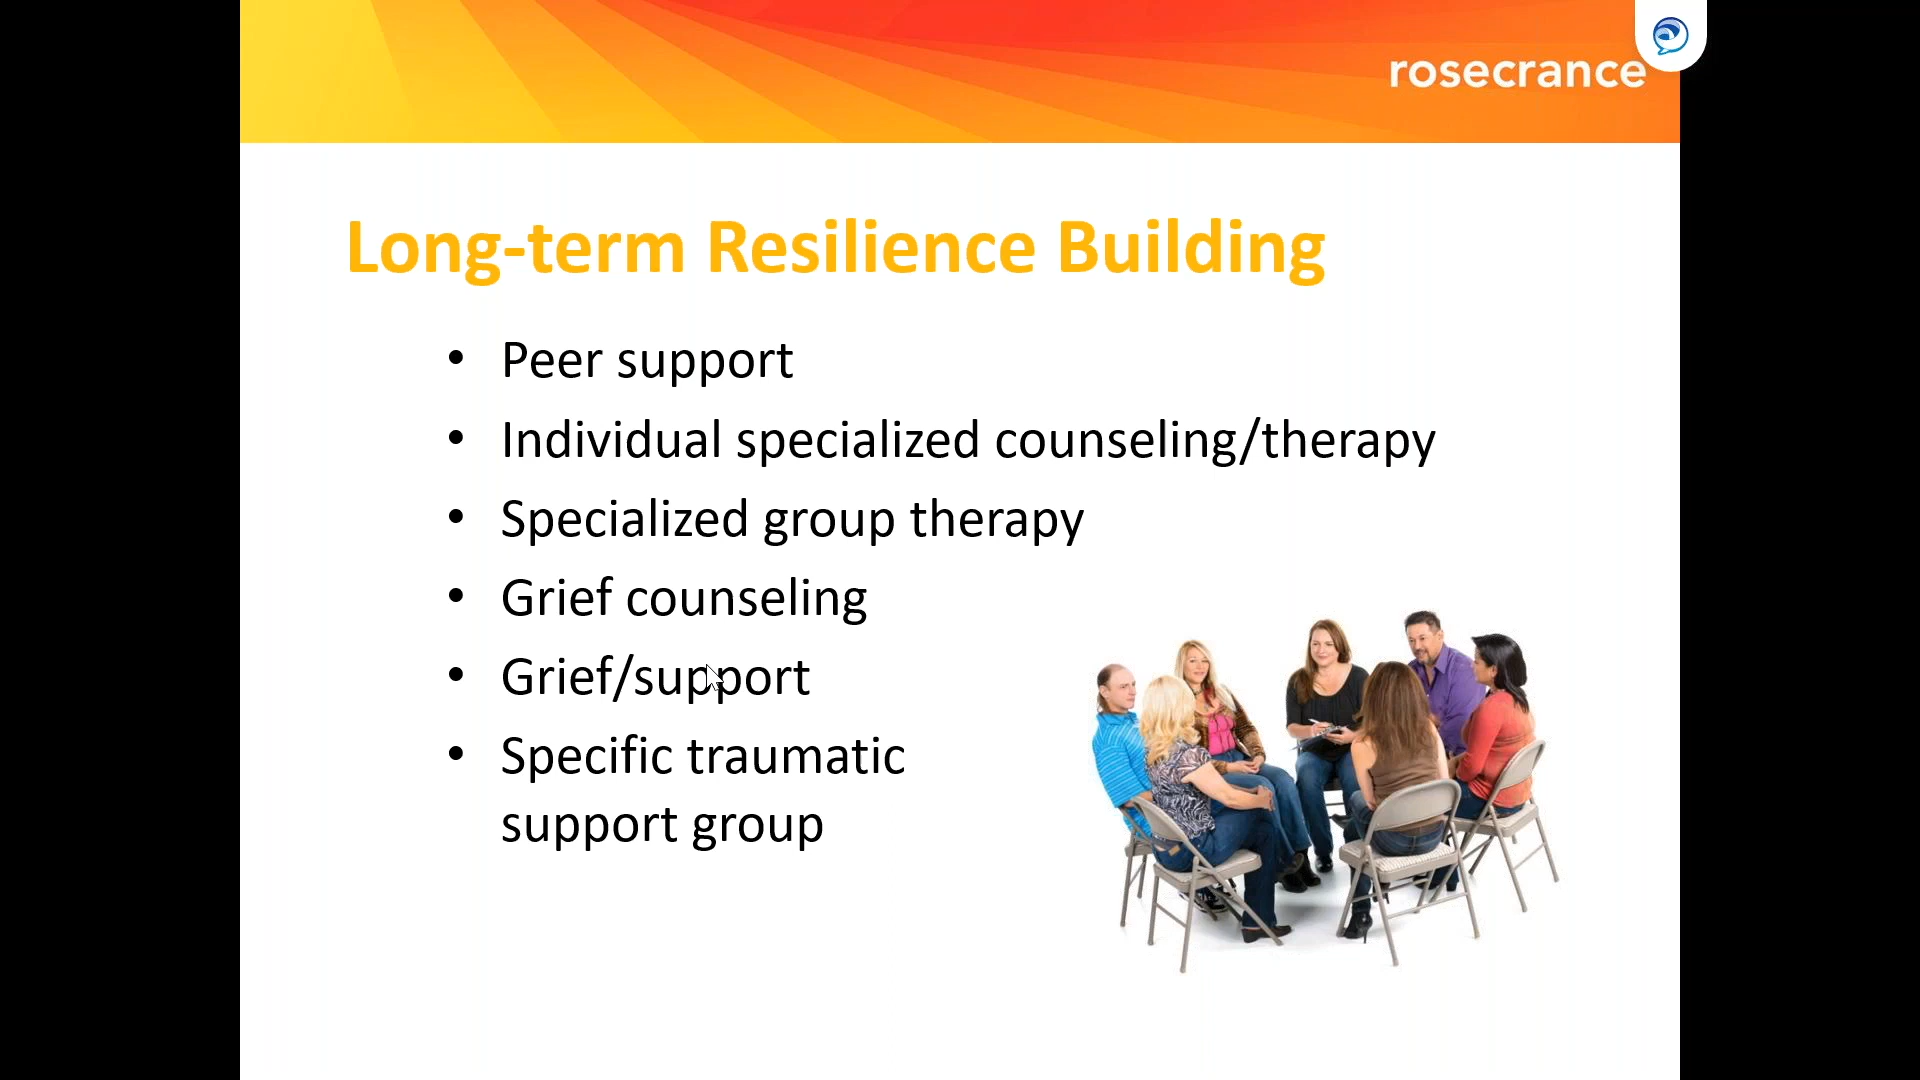 rosecrance
Long-term Resilience Building
• Peer support
• Individual specialized counseling/therapy
• Specialized group therapy
• Grief counseling
• Grief/support
• Specific traumatic
support group